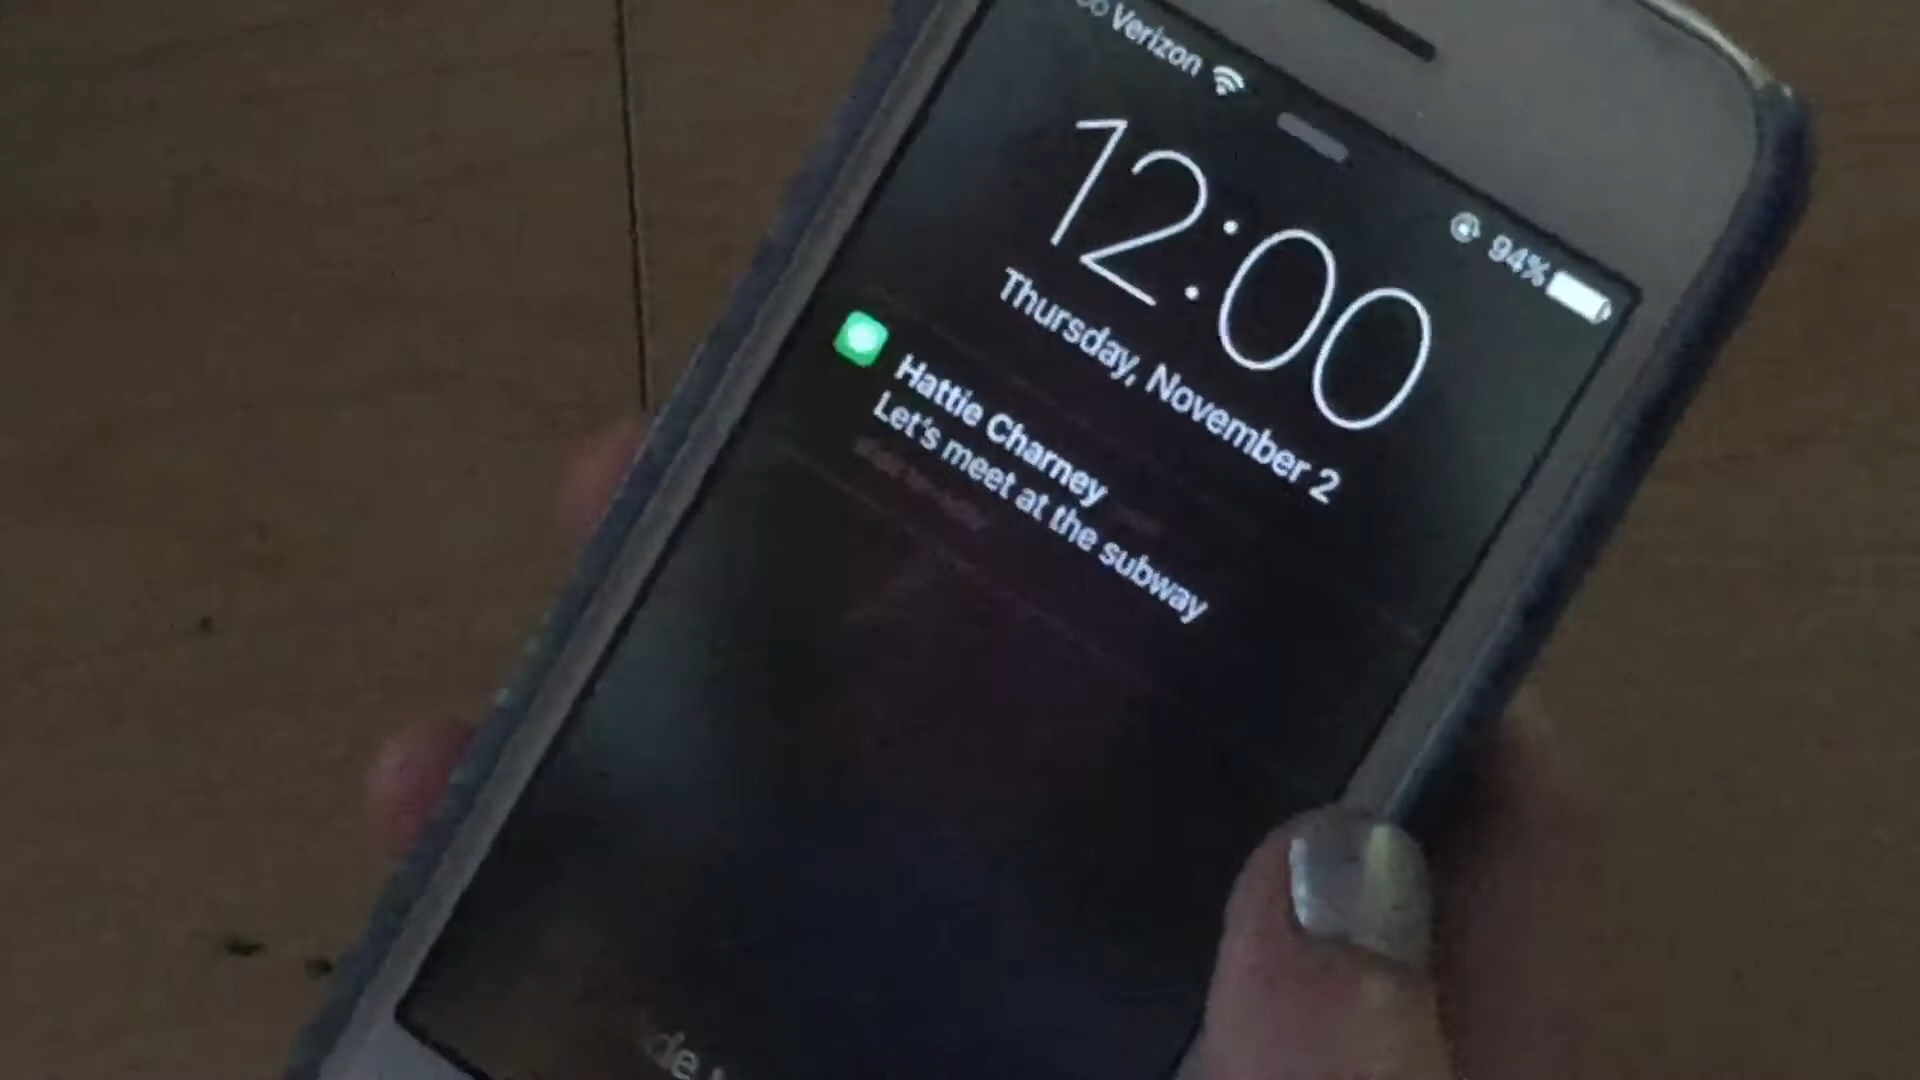 Verizon
94%
12:00
Thursday, November 2
Hattie Charney
Let's meet at the subway